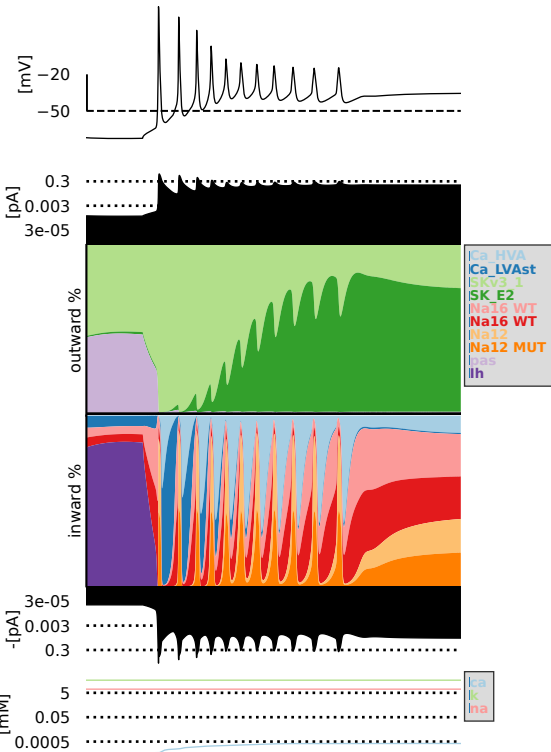 [mV]
−20
−50
[pA]
0.3
0.003
3e-05
outward %
Ca_HVA
Ca_LVAst
SKv3_1
SK_E2
Na16 WT
Na16 WT
Na12
Na12 MUT
pas
Ih
inward %
3e-05
0.003
0.3
-[pA]
ca
k
na
5
0.05
0.0005
[mM]